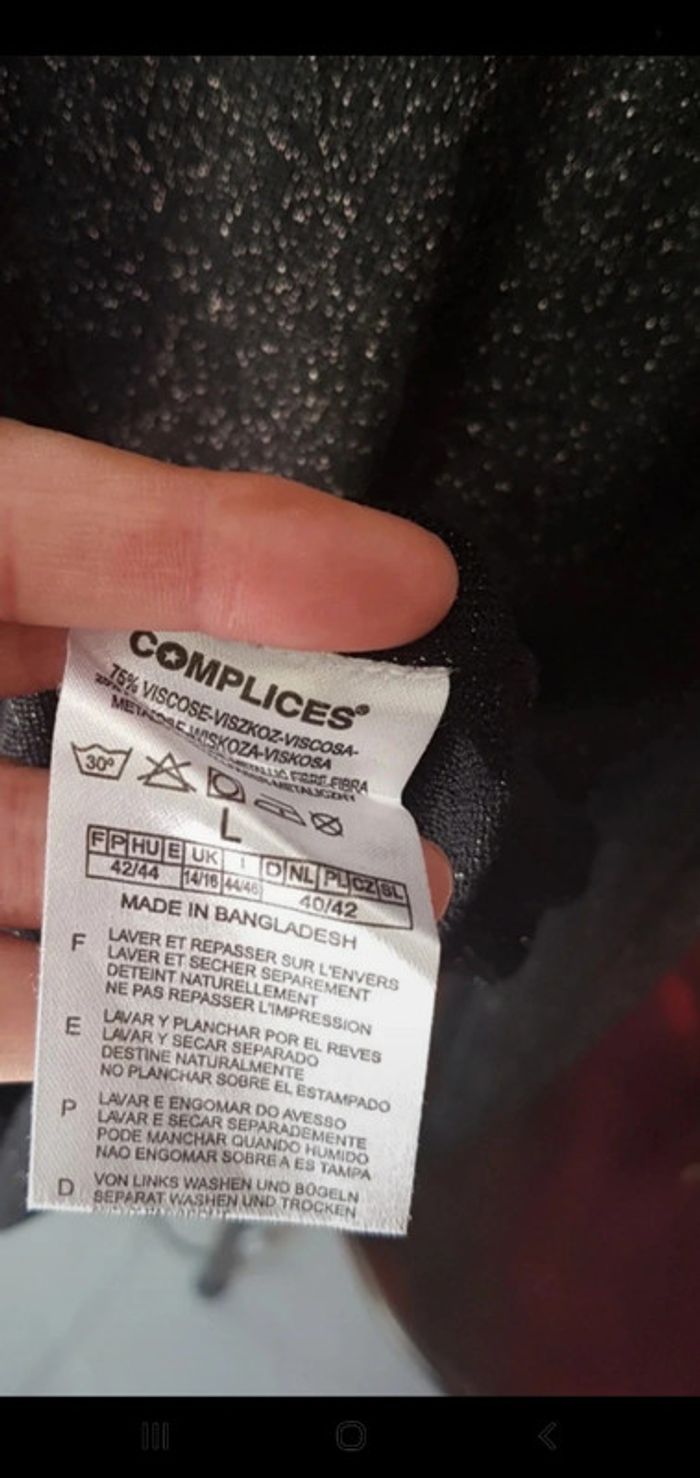 COMPLICES®
75% VISCOSE-VISZKOZ-VISCOSA-
WISKOZA-VISKOSA
METALLIC FIBRE-FIBRA
30°
L
F P HU E UK I D NL PL CZ SL
42/44 14/16 44/46 40/42
MADE IN BANGLADESH
F LAVER ET REPASSER SUR L'ENVERS
LAVER ET SECHER SEPAREMENT
DETEINT NATURELLEMENT
NE PAS REPASSER L'IMPRESSION
E LAVAR Y PLANCHAR POR EL REVES
LAVAR Y SECAR SEPARADO
DESTINE NATURALMENTE
NO PLANCHAR SOBRE EL ESTAMPADO
P LAVAR E ENGOMAR DO AVESSO
LAVAR E SECAR SEPARADEMENTE
PODE MANCHAR QUANDO HUMIDO
NAO ENGOMAR SOBRE A ES TAMPA
D VON LINKS WASHEN UND BÜGELN
SEPARAT WASHEN UND TROCKEN